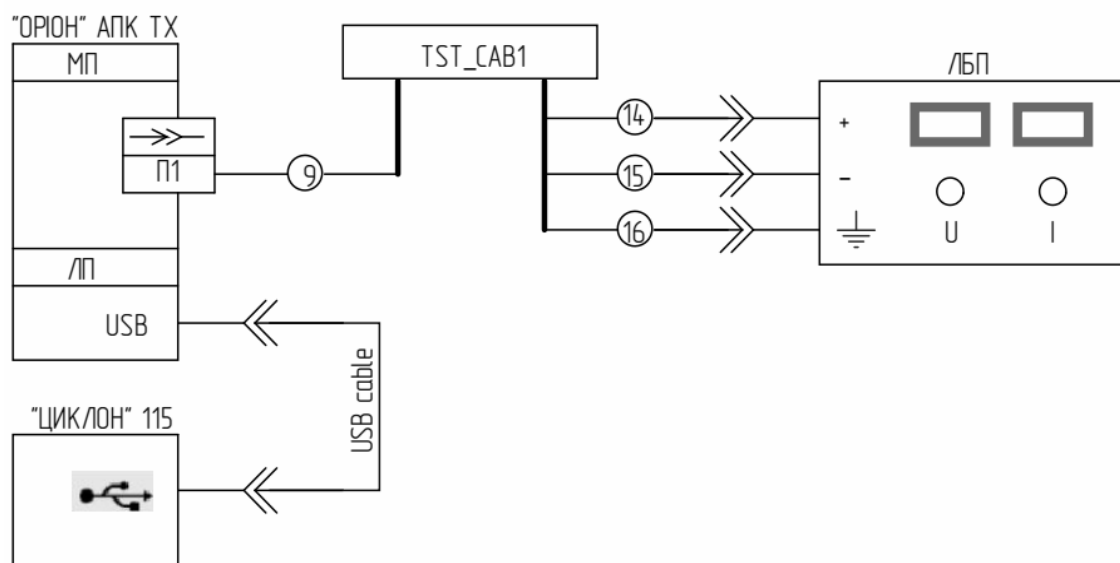 "ОРІОН" АПК ТХ
МП
П1
ЛП
USB
9
TST_CAB1
14
15
16
ЛБП
+
–
U
I
USB cable
"ЦИКЛОН" 115